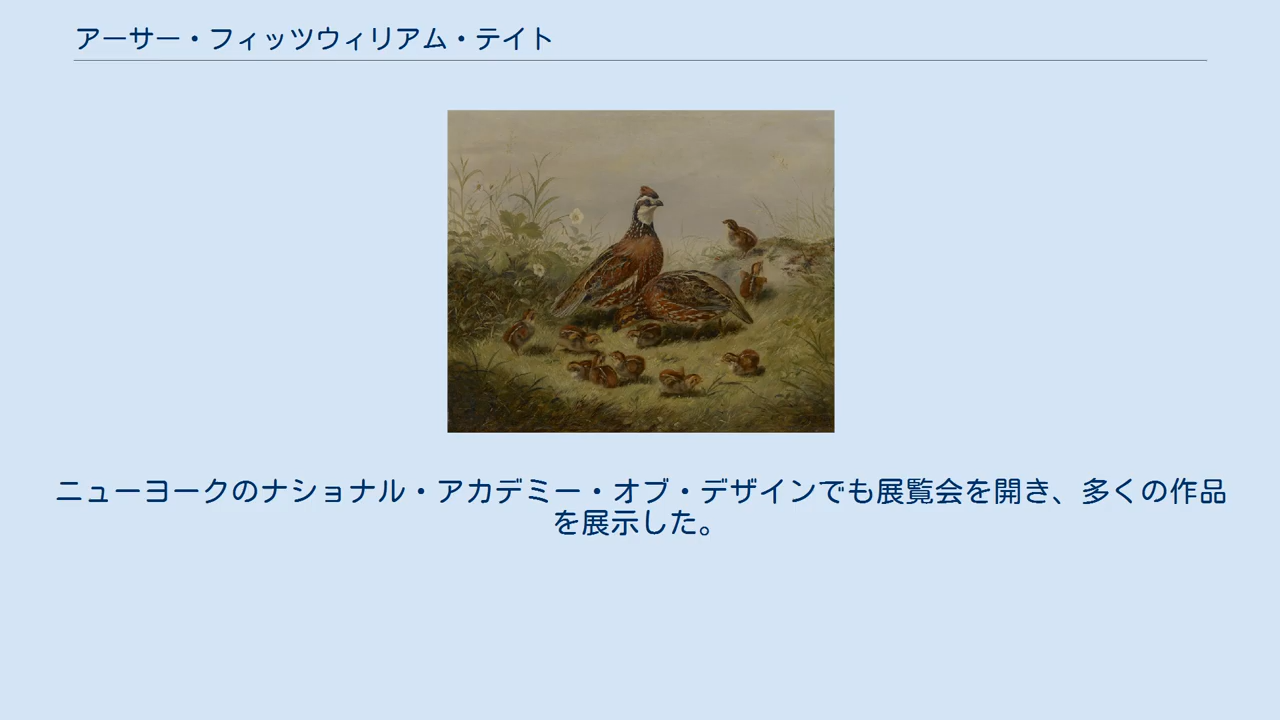 アーサー・フィッツウィリアム・テイト
ニューヨークのナショナル・アカデミー・オブ・デザインでも展覧会を開き、多くの作品
を展示した。